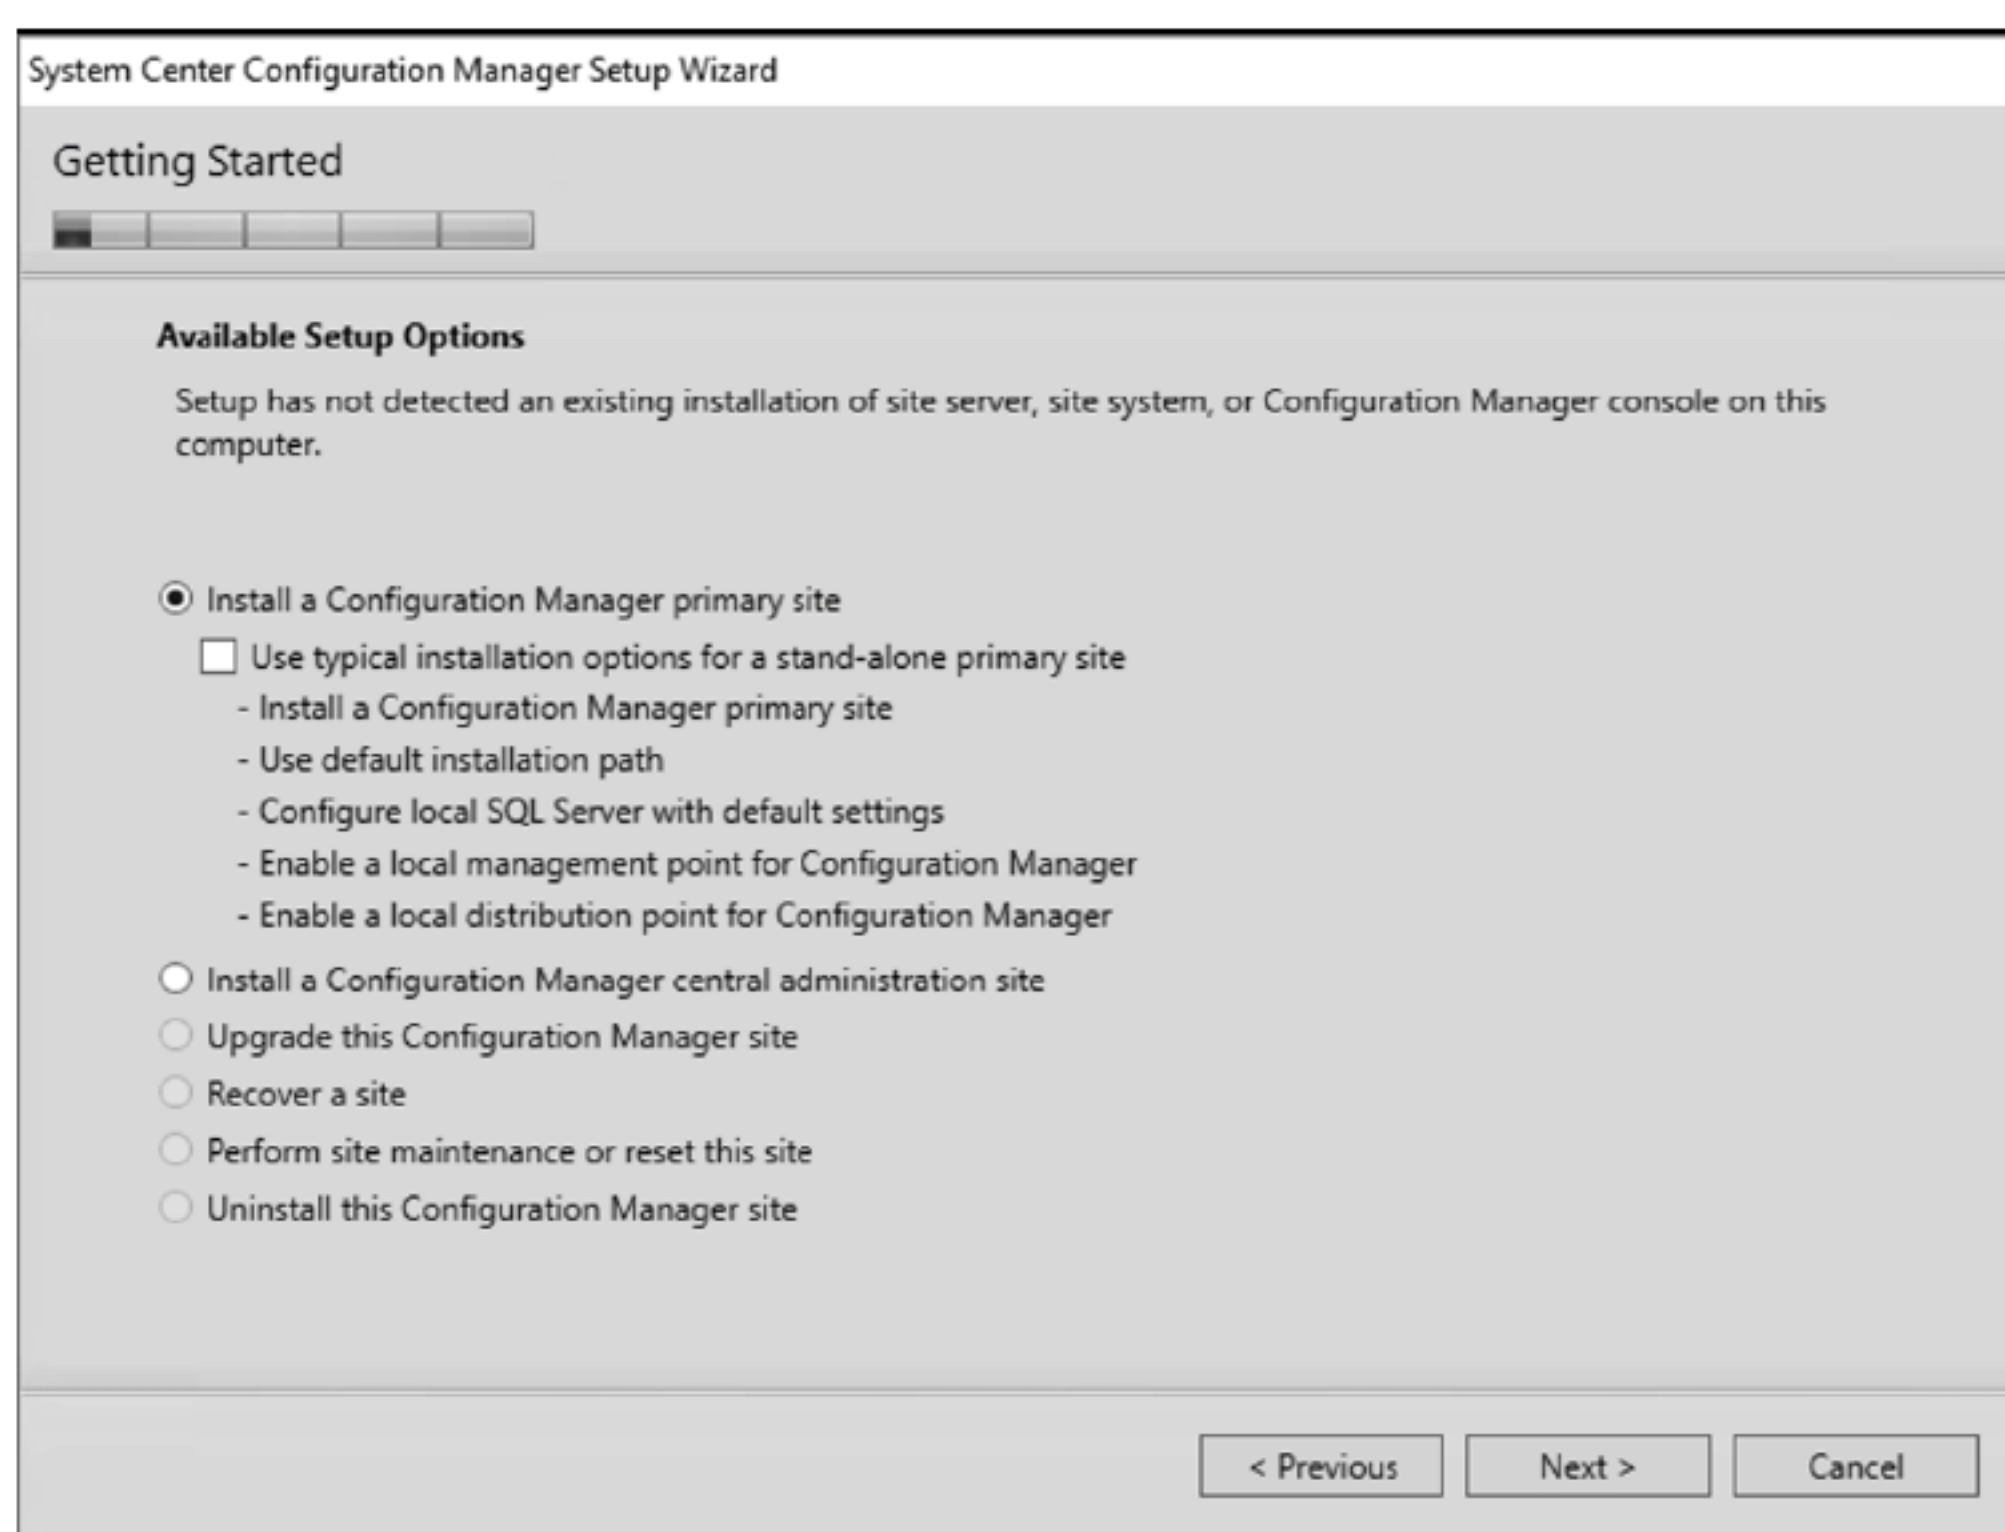 System Center Configuration Manager Setup Wizard
Getting Started
Available Setup Options
Setup has not detected an existing installation of site server, site system, or Configuration Manager console on this
computer.
Install a Configuration Manager primary site
Use typical installation options for a stand-alone primary site
- Install a Configuration Manager primary site
- Use default installation path
- Configure local SQL Server with default settings
- Enable a local management point for Configuration Manager
- Enable a local distribution point for Configuration Manager
Install a Configuration Manager central administration site
Upgrade this Configuration Manager site
Recover a site
Perform site maintenance or reset this site
Uninstall this Configuration Manager site
< Previous Next > Cancel